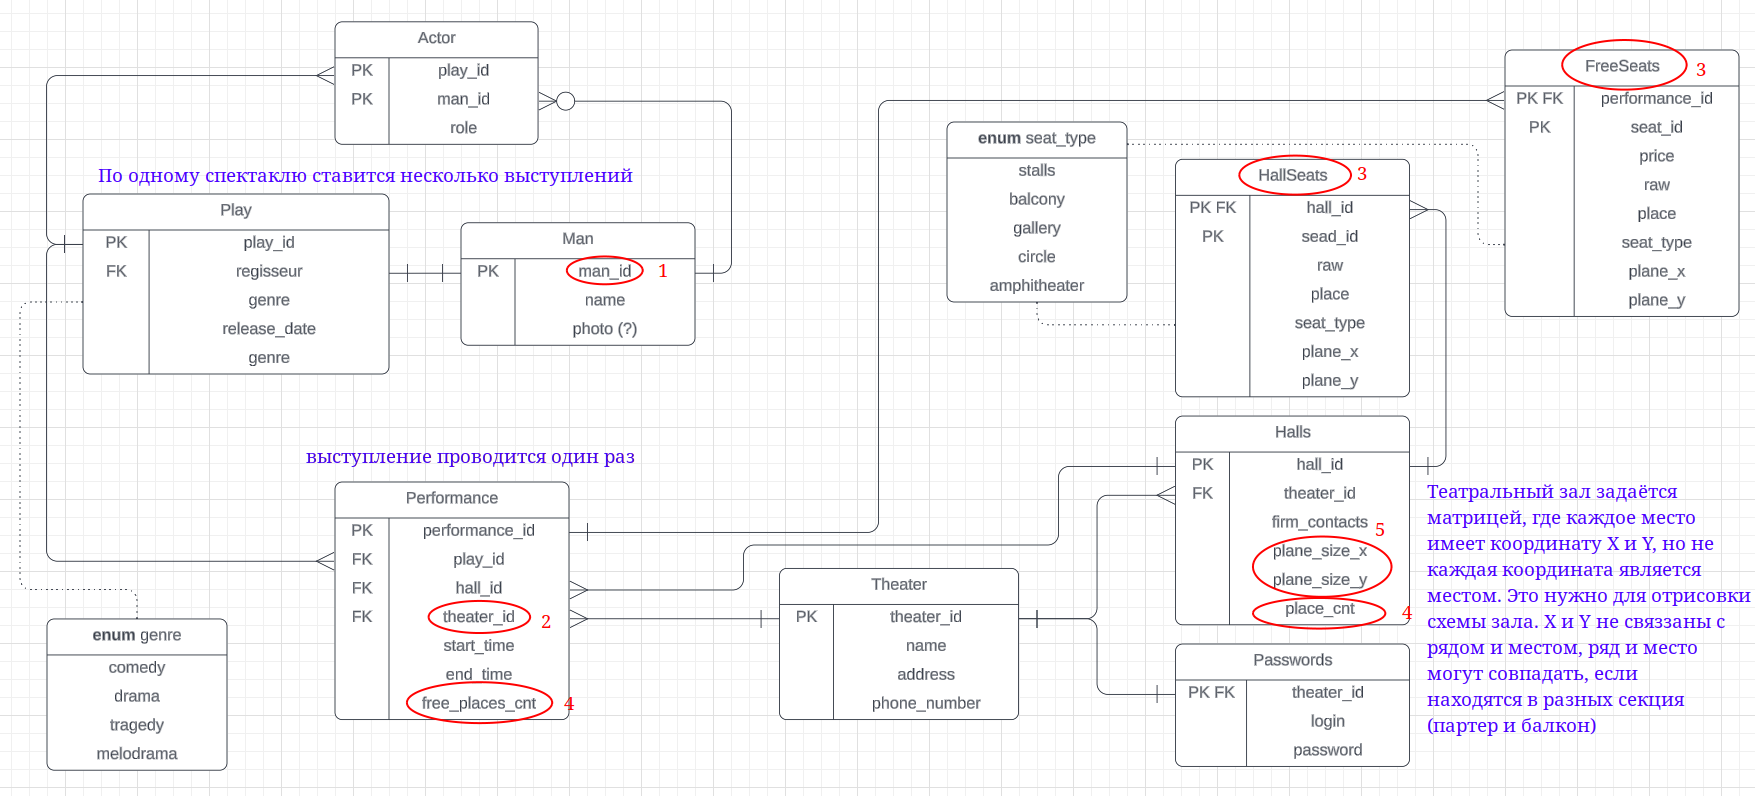 Actor
PK play_id
PK man_id
role
По одному спектаклю ставится несколько выступлений
Play
PK play_id
FK regisseur
genre
release_date
genre
Man
PK man_id 1
name
photo (?)
enum seat_type
stalls
balcony
gallery
circle
amphitheater
HallSeats 3
PK FK hall_id
PK sead_id
raw
place
seat_type
plane_x
plane_y
FreeSeats 3
PK FK performance_id
PK seat_id
price
raw
place
seat_type
plane_x
plane_y
выступление проводится один раз
Performance
PK performance_id
FK play_id
FK hall_id
FK theater_id 2
start_time
end_time
free_places_cnt 4
enum genre
comedy
drama
tragedy
melodrama
Theater
PK theater_id
name
address
phone_number
Halls
PK hall_id
FK theater_id
firm_contacts
5
plane_size_x
plane_size_y
place_cnt 4
Passwords
PK FK theater_id
login
password
Театральный зал задаётся
матрицей, где каждое место
имеет координату X и Y, но не
каждая координата является
местом. Это нужно для отрисовки
схемы зала. X и Y не связзаны с
рядом и местом, ряд и место
могут совпадать, если
находятся в разных секция
(партер и балкон)